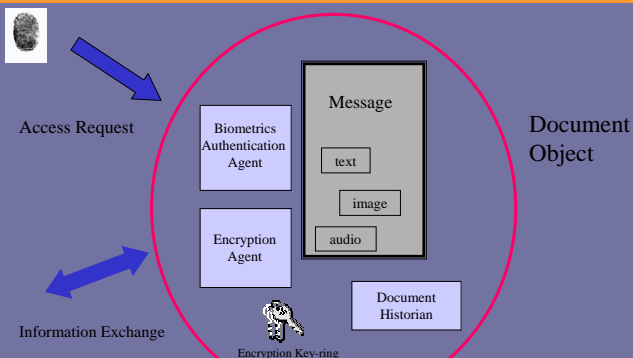 Access Request
Biometrics
Authentication
Agent
Message
text
image
audio
Document
Object
Encryption
Agent
Document
Historian
Information Exchange
Encryption Key-ring